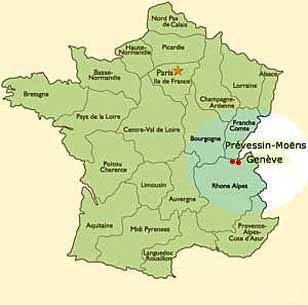 Nord Pas
de Calais
Haute-
Normandie
Picardie
Basse-
Normandie
Paris
Ile de France
Lorraine
Alsace
Champagne-
Ardenne
Bretagne
Pays de la Loire
Centre-Val de Loire
Bourgogne
Franche
Comte
Prévessin-Moëns
Genève
Poitou
Charente
Limousin
Auvergne
Rhone Alpes
Aquitaine
Midi Pyrenees
Languedoc
Rousillon
Provence-
Alpes-
Cote d'Azur